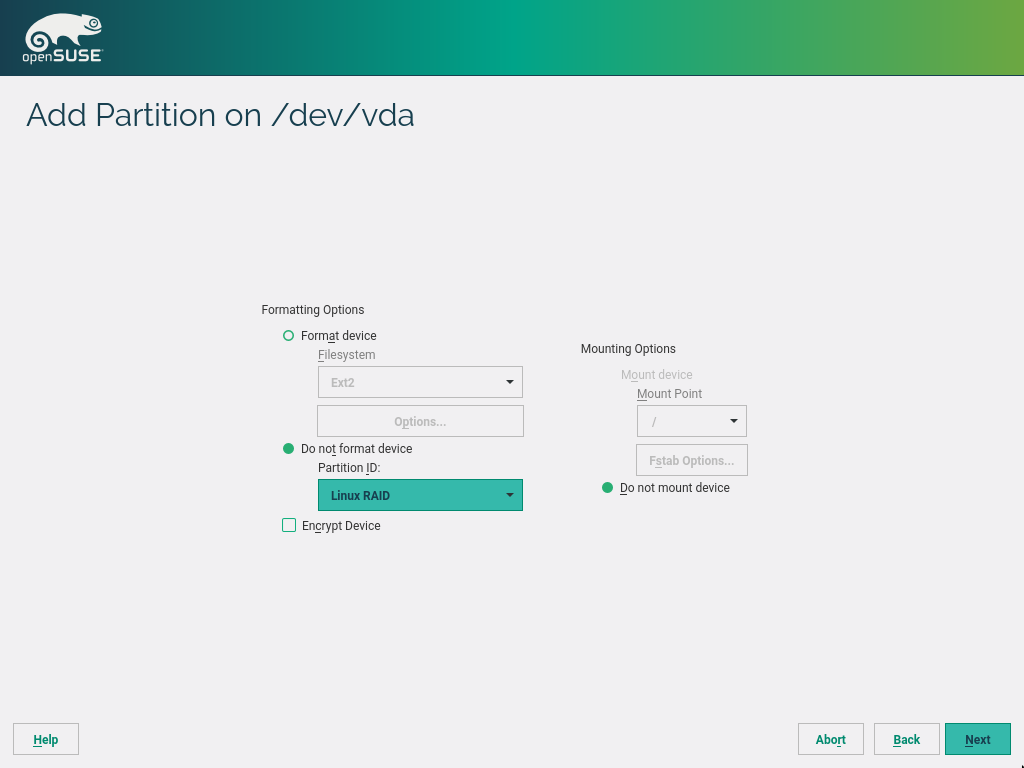 openSUSE
Add Partition on /dev/vda
Formatting Options
Format device
Filesystem
Ext2
Options...
Do not format device
Partition ID:
Linux RAID
Encrypt Device
Mounting Options
Mount device
Mount Point
/
Fstab Options...
Do not mount device
Help
Abort
Back
Next